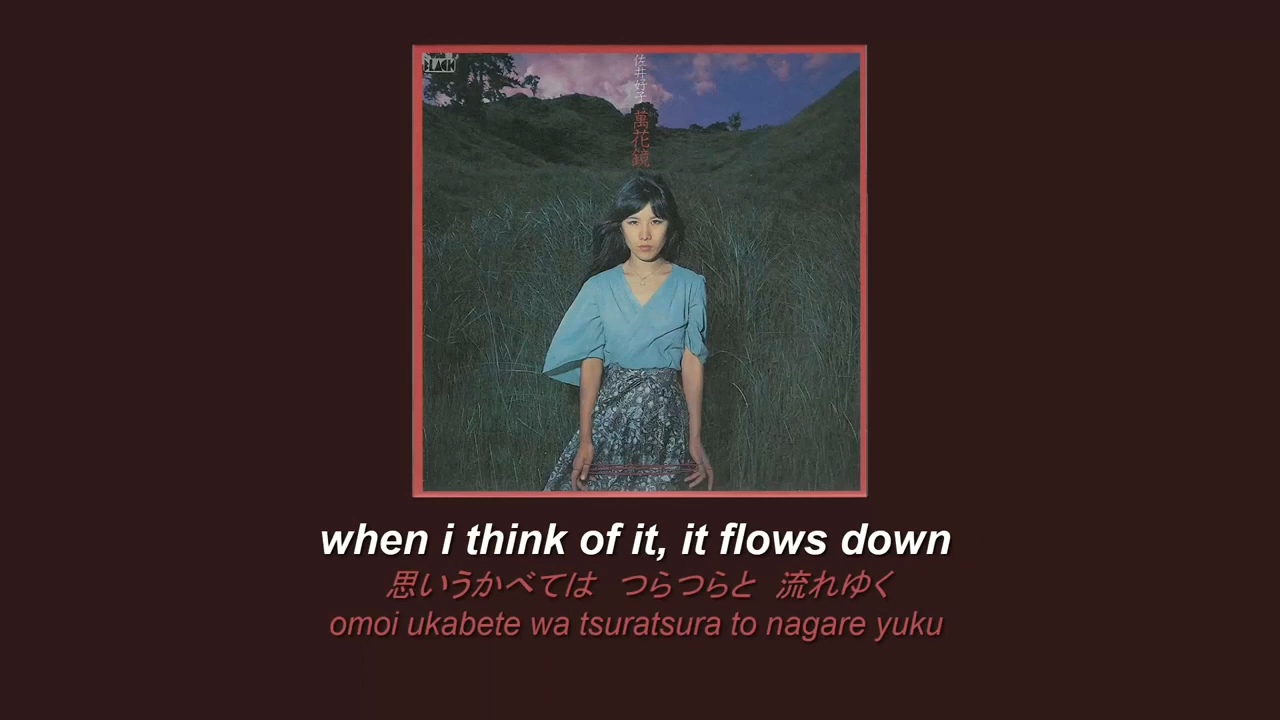 BLACK
佐井好子
萬花鏡
when i think of it, it flows down
思いうかべては つらつらと 流れゆく
omoi ukabete wa tsuratsura to nagare yuku